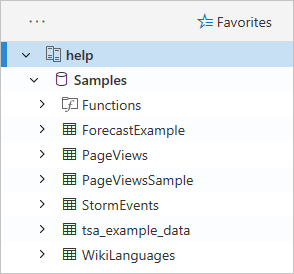 Favorites
help
Samples
Functions
ForecastExample
PageViews
PageViewsSample
StormEvents
tsa_example_data
WikiLanguages